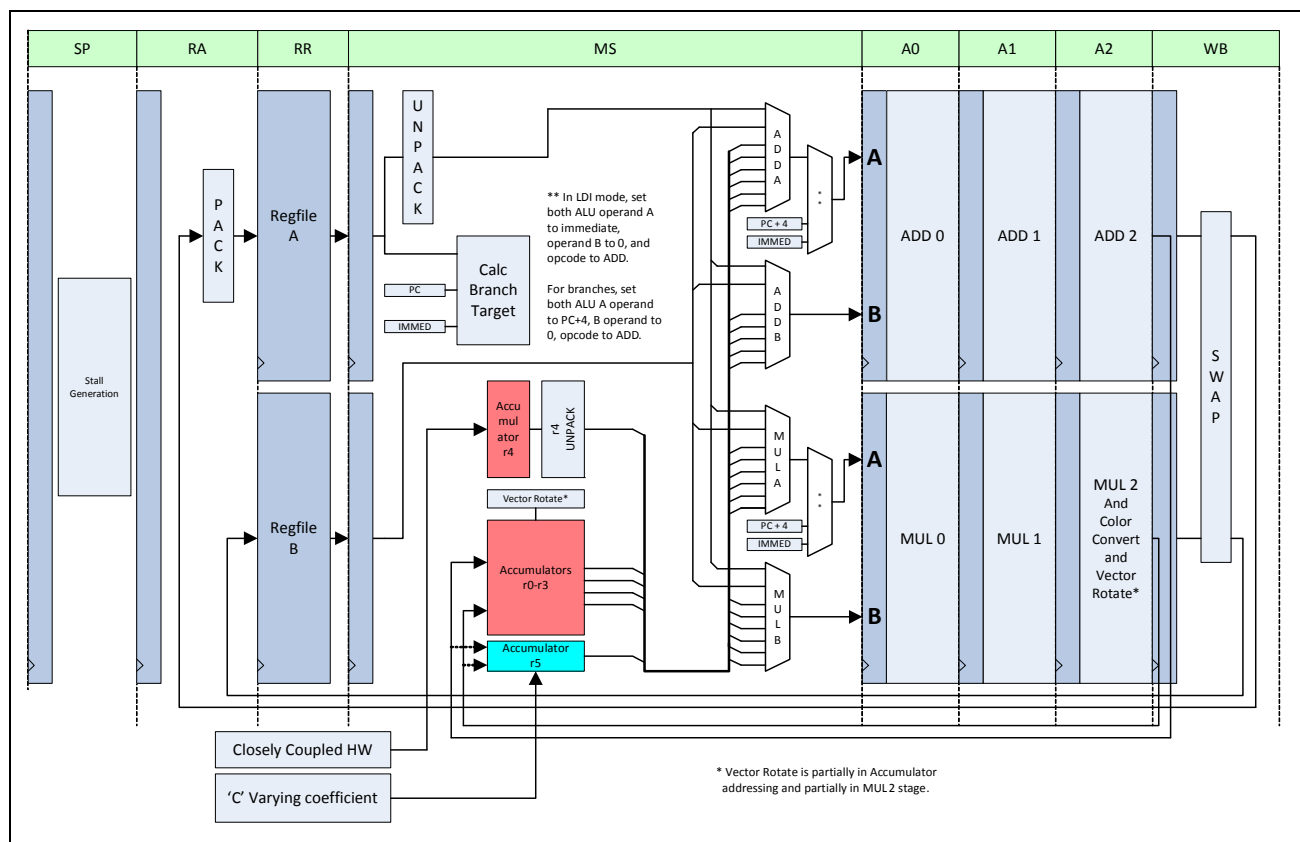 SP
RA
RR
MS
A0
A1
A2
WB
Stall
Generation
P
A
C
K
Regfile
A
Regfile
B
U
N
P
A
C
K
Calc
Branch
Target
PC
IMMED
** In LDI mode, set
both ALU operand A
to immediate,
operand B to 0, and
opcode to ADD.
For branches, set
both ALU A operand
to PC+4, B operand to
0, opcode to ADD.
Accu
mul
ator
r4
r4
UNPACK
Vector Rotate*
Accumulators
r0-r3
Accumulator
r5
A
D
D
A
PC + 4
IMMED
: :
A
D
D
B
M
U
L
A
PC + 4
IMMED
: :
M
U
L
B
A
B
A
B
ADD 0
ADD 1
ADD 2
MUL 0
MUL 1
MUL 2
And
Color
Convert
and
Vector
Rotate*
S
W
A
P
Closely Coupled HW
‘C’ Varying coefficient
* Vector Rotate is partially in Accumulator
addressing and partially in MUL2 stage.